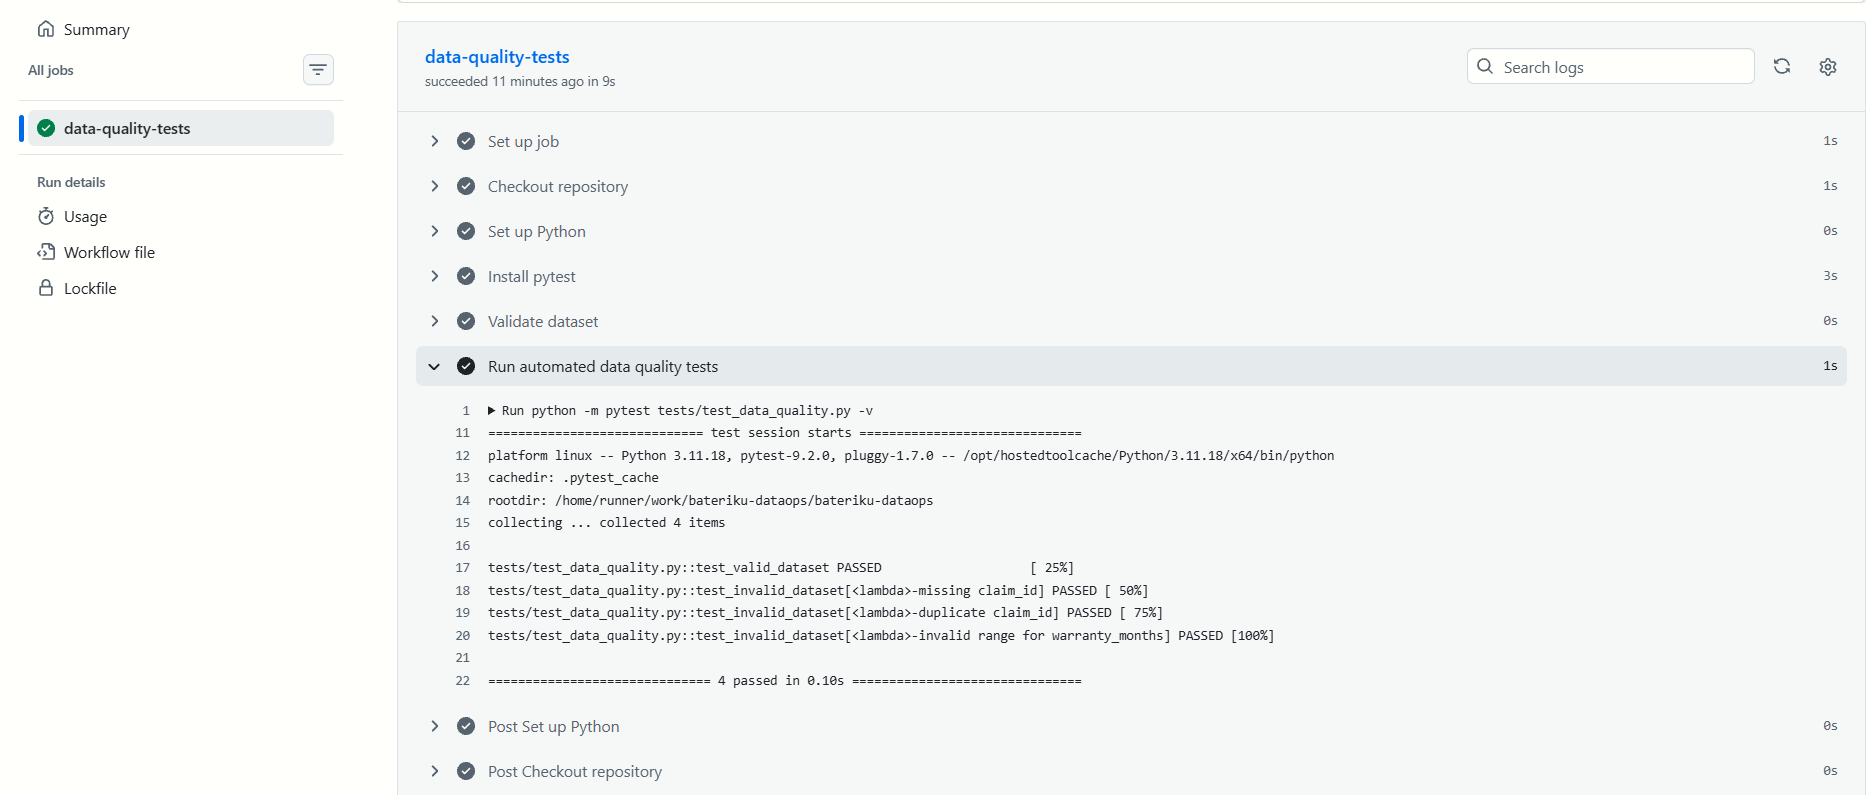 Summary
All jobs
data-quality-tests
Run details
Usage
Workflow file
Lockfile
data-quality-tests
succeeded 11 minutes ago in 9s
Search logs
Set up job 1s
Checkout repository 1s
Set up Python 0s
Install pytest 3s
Validate dataset 0s
Run automated data quality tests 1s
1 Run python -m pytest tests/test_data_quality.py -v
11 ============================= test session starts ==============================
12 platform linux -- Python 3.11.18, pytest-9.2.0, pluggy-1.7.0 -- /opt/hostedtoolcache/Python/3.11.18/x64/bin/python
13 cachedir: .pytest_cache
14 rootdir: /home/runner/work/bateriku-dataops/bateriku-dataops
15 collecting ... collected 4 items
16
17 tests/test_data_quality.py::test_valid_dataset PASSED [ 25%]
18 tests/test_data_quality.py::test_invalid_dataset[<lambda>-missing claim_id] PASSED [ 50%]
19 tests/test_data_quality.py::test_invalid_dataset[<lambda>-duplicate claim_id] PASSED [ 75%]
20 tests/test_data_quality.py::test_invalid_dataset[<lambda>-invalid range for warranty_months] PASSED [100%]
21
22 ============================== 4 passed in 0.10s ===============================
Post Set up Python 0s
Post Checkout repository 0s